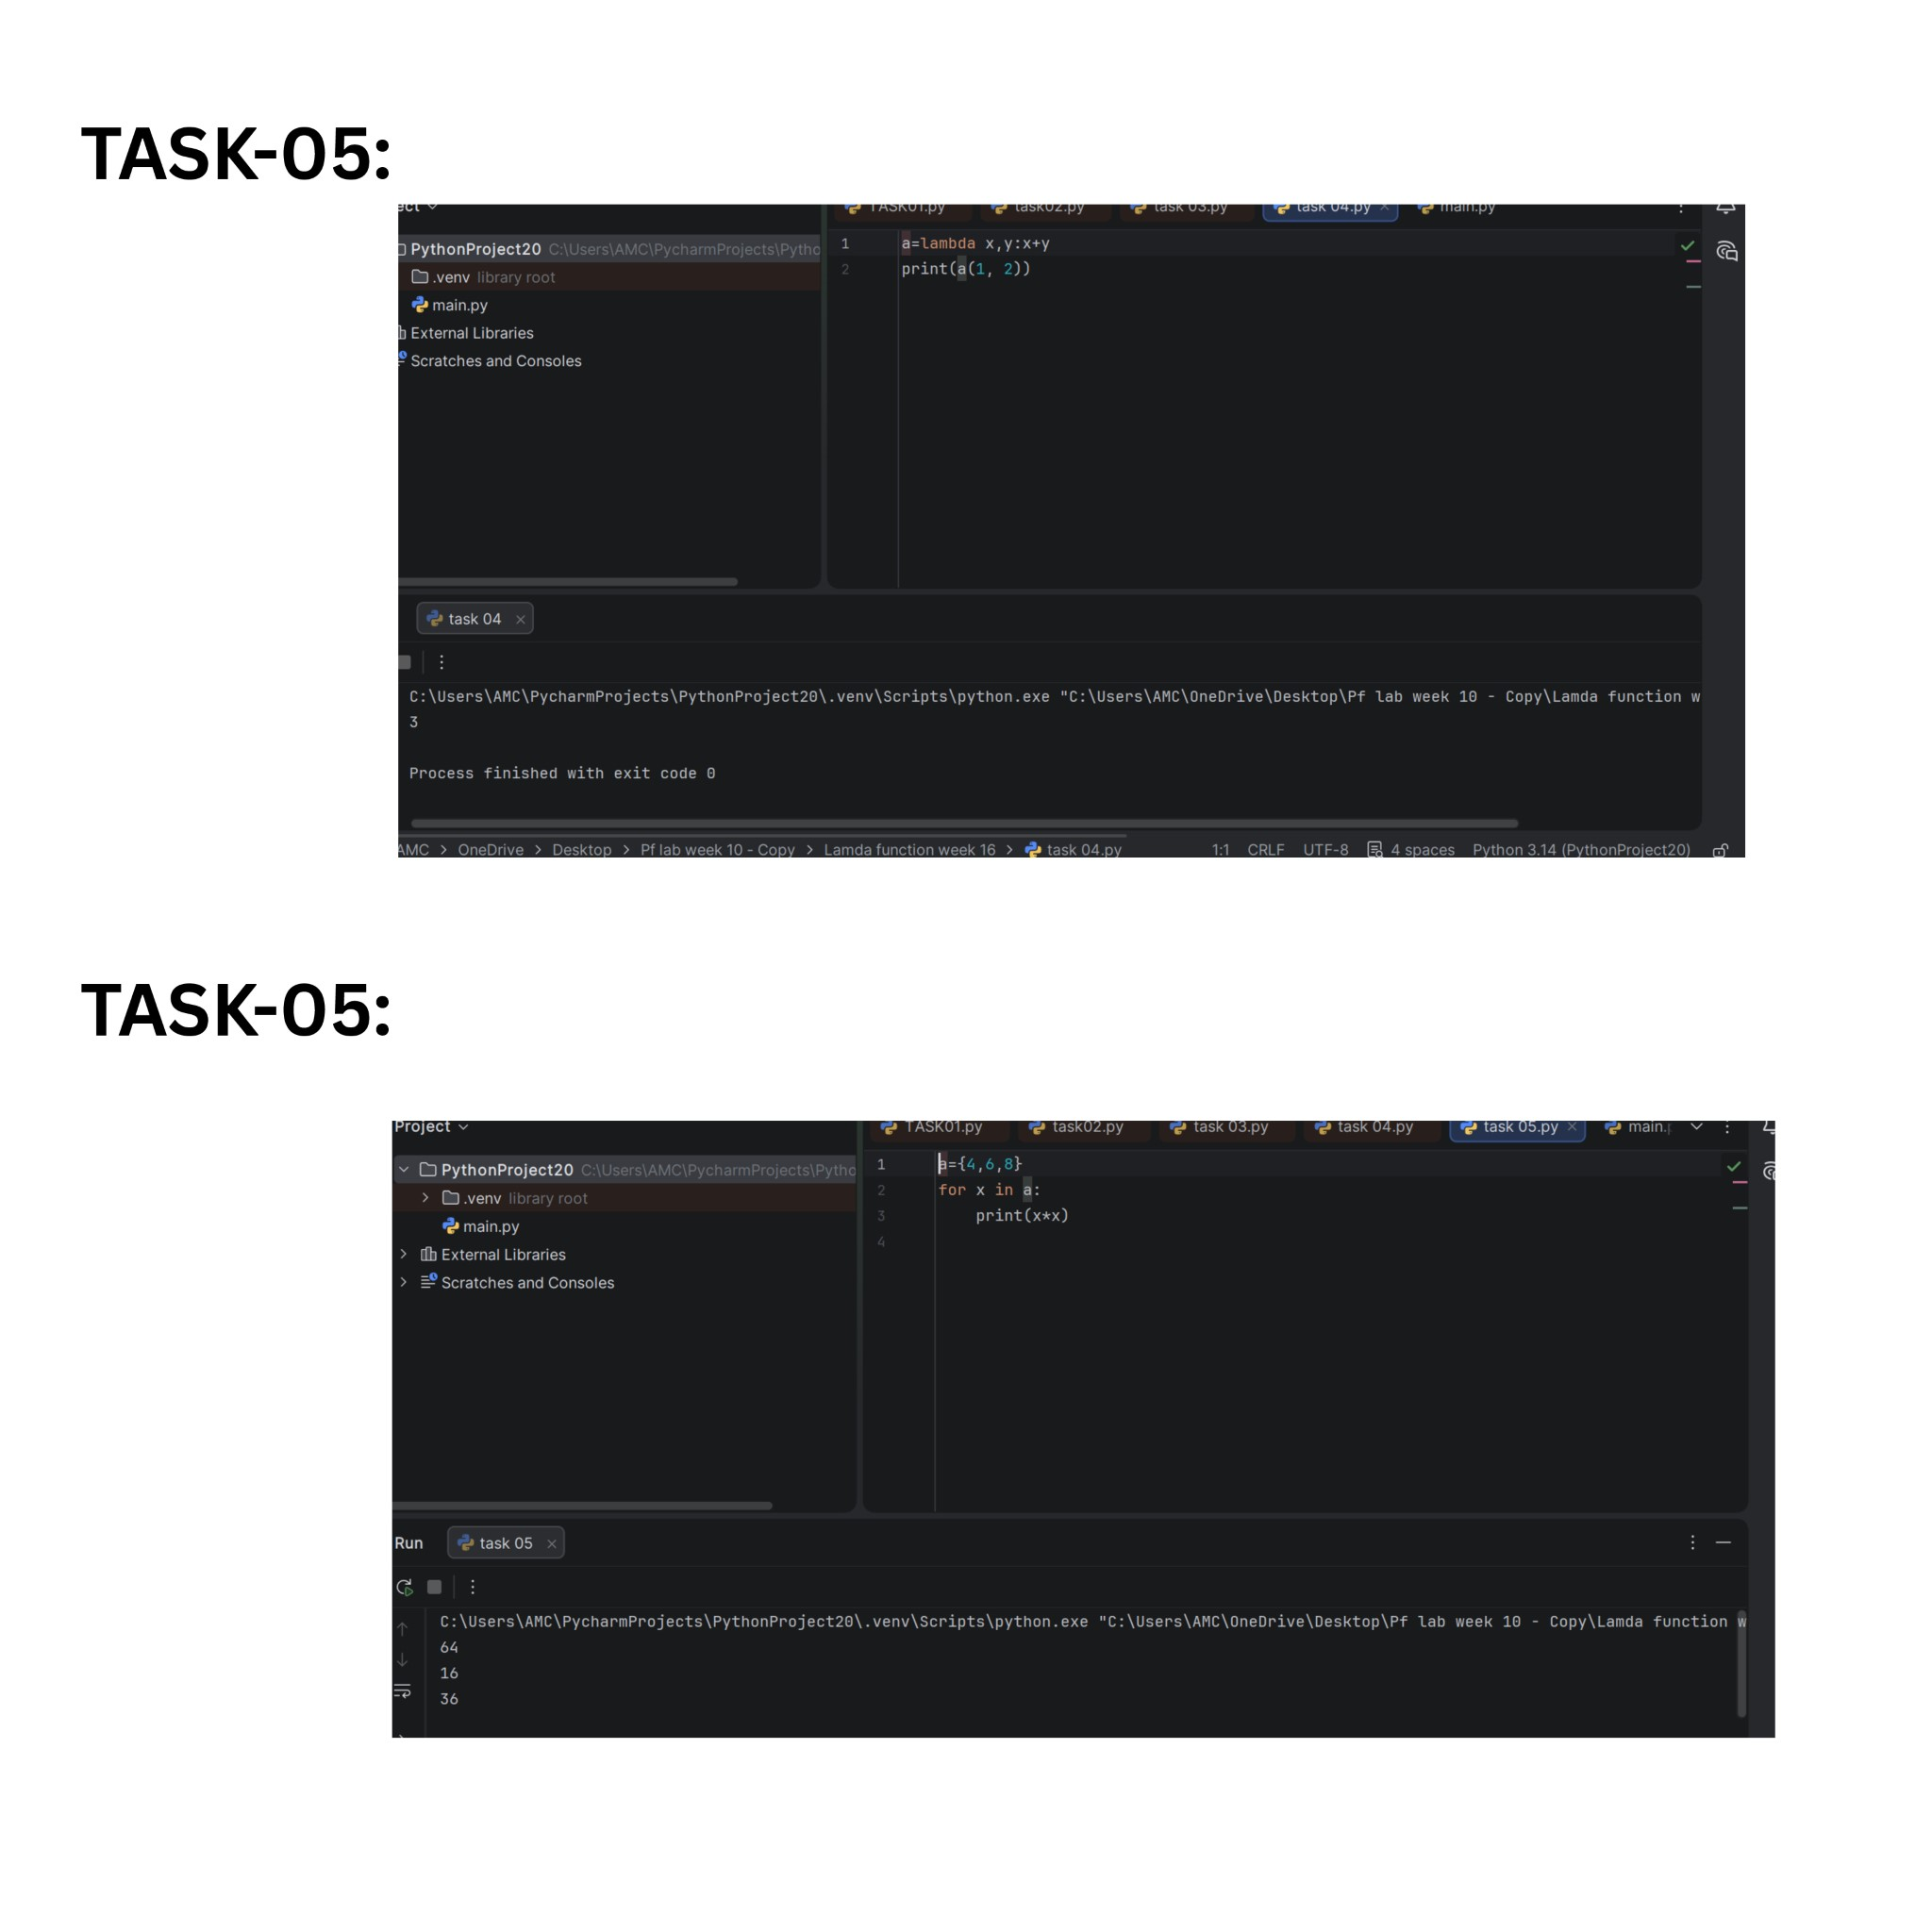 TASK-05:
TASK01.py task02.py task 03.py task 04.py main.py
PythonProject20 C:\Users\AMC\PycharmProjects\Pytho
.venv library root
main.py
External Libraries
Scratches and Consoles
1 a=lambda x,y:x+y
2 print(a(1, 2))
task 04
C:\Users\AMC\PycharmProjects\PythonProject20\.venv\Scripts\python.exe "C:\Users\AMC\OneDrive\Desktop\Pf lab week 10 - Copy\Lamda function w
3
Process finished with exit code 0
AMC > OneDrive > Desktop > Pf lab week 10 - Copy > Lamda function week 16 > task 04.py 1:1 CRLF UTF-8 4 spaces Python 3.14 (PythonProject20)
TASK-05:
Project TASK01.py task02.py task 03.py task 04.py task 05.py main.p
PythonProject20 C:\Users\AMC\PycharmProjects\Pytho
.venv library root
main.py
External Libraries
Scratches and Consoles
1 a={4,6,8}
2 for x in a:
3 print(x*x)
4
Run task 05
C:\Users\AMC\PycharmProjects\PythonProject20\.venv\Scripts\python.exe "C:\Users\AMC\OneDrive\Desktop\Pf lab week 10 - Copy\Lamda function w
64
16
36